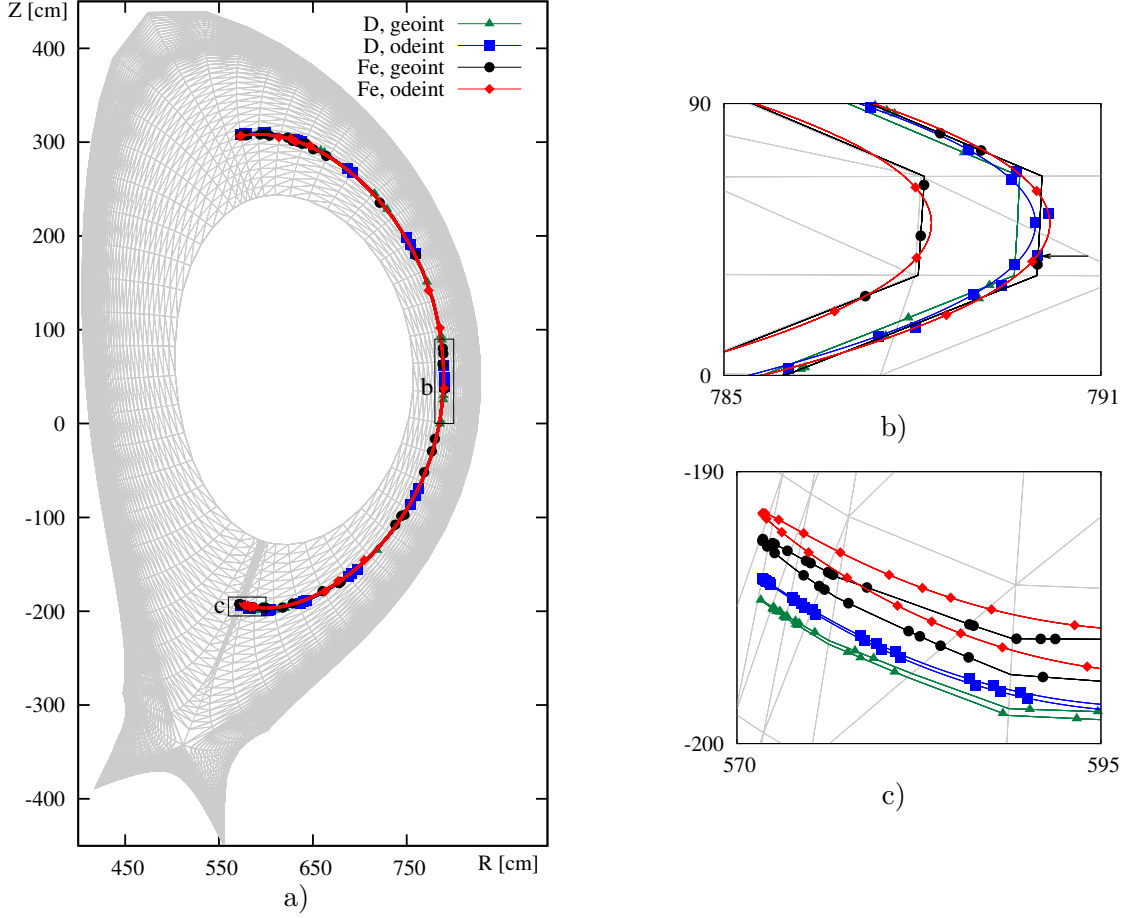 Z [cm]
400
300
200
100
0
-100
-200
-300
-400
450
550
650
750
R [cm]
D, geoint
D, odeint
Fe, geoint
Fe, odeint
b
c
a)
90
0
785
791
b)
-190
-200
570
595
c)